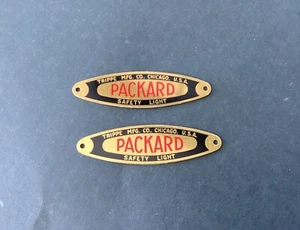 TRIPPE MFG. CO. CHICAGO, U.S.A.
PACKARD
SAFETY LIGHT
TRIPPE MFG. CO. CHICAGO, U.S.A.
PACKARD
SAFETY LIGHT